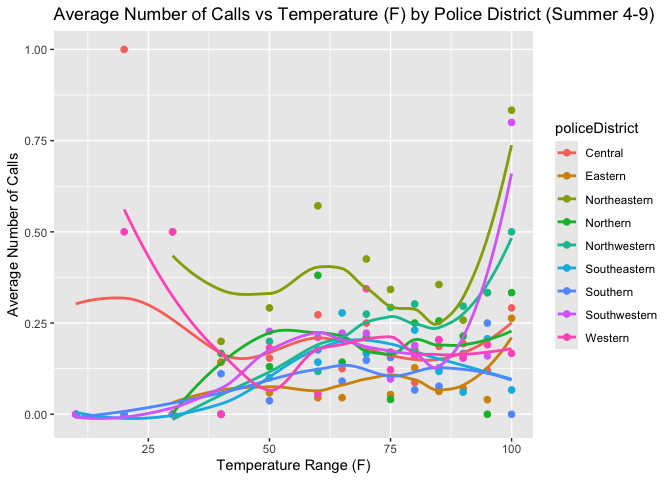 Average Number of Calls vs Temperature (F) by Police District (Summer 4-9)
Average Number of Calls
1.00
0.75
0.50
0.25
0.00
25
50
75
100
Temperature Range (F)
policeDistrict
Central
Eastern
Northeastern
Northern
Northwestern
Southeastern
Southern
Southwestern
Western